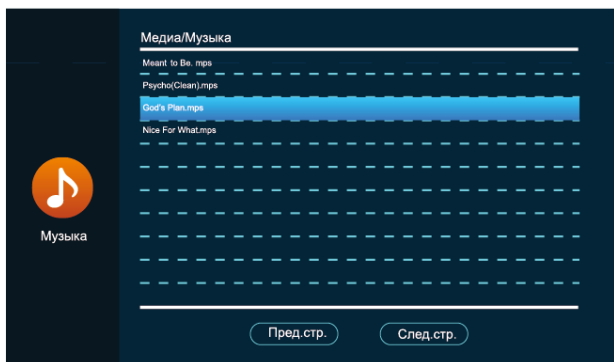 Медиа/Музыка
Meant to Be. mps
Psycho(Clean).mps
God's Plan.mps
Nice For What.mps
Музыка
Пред.стр.
След.стр.